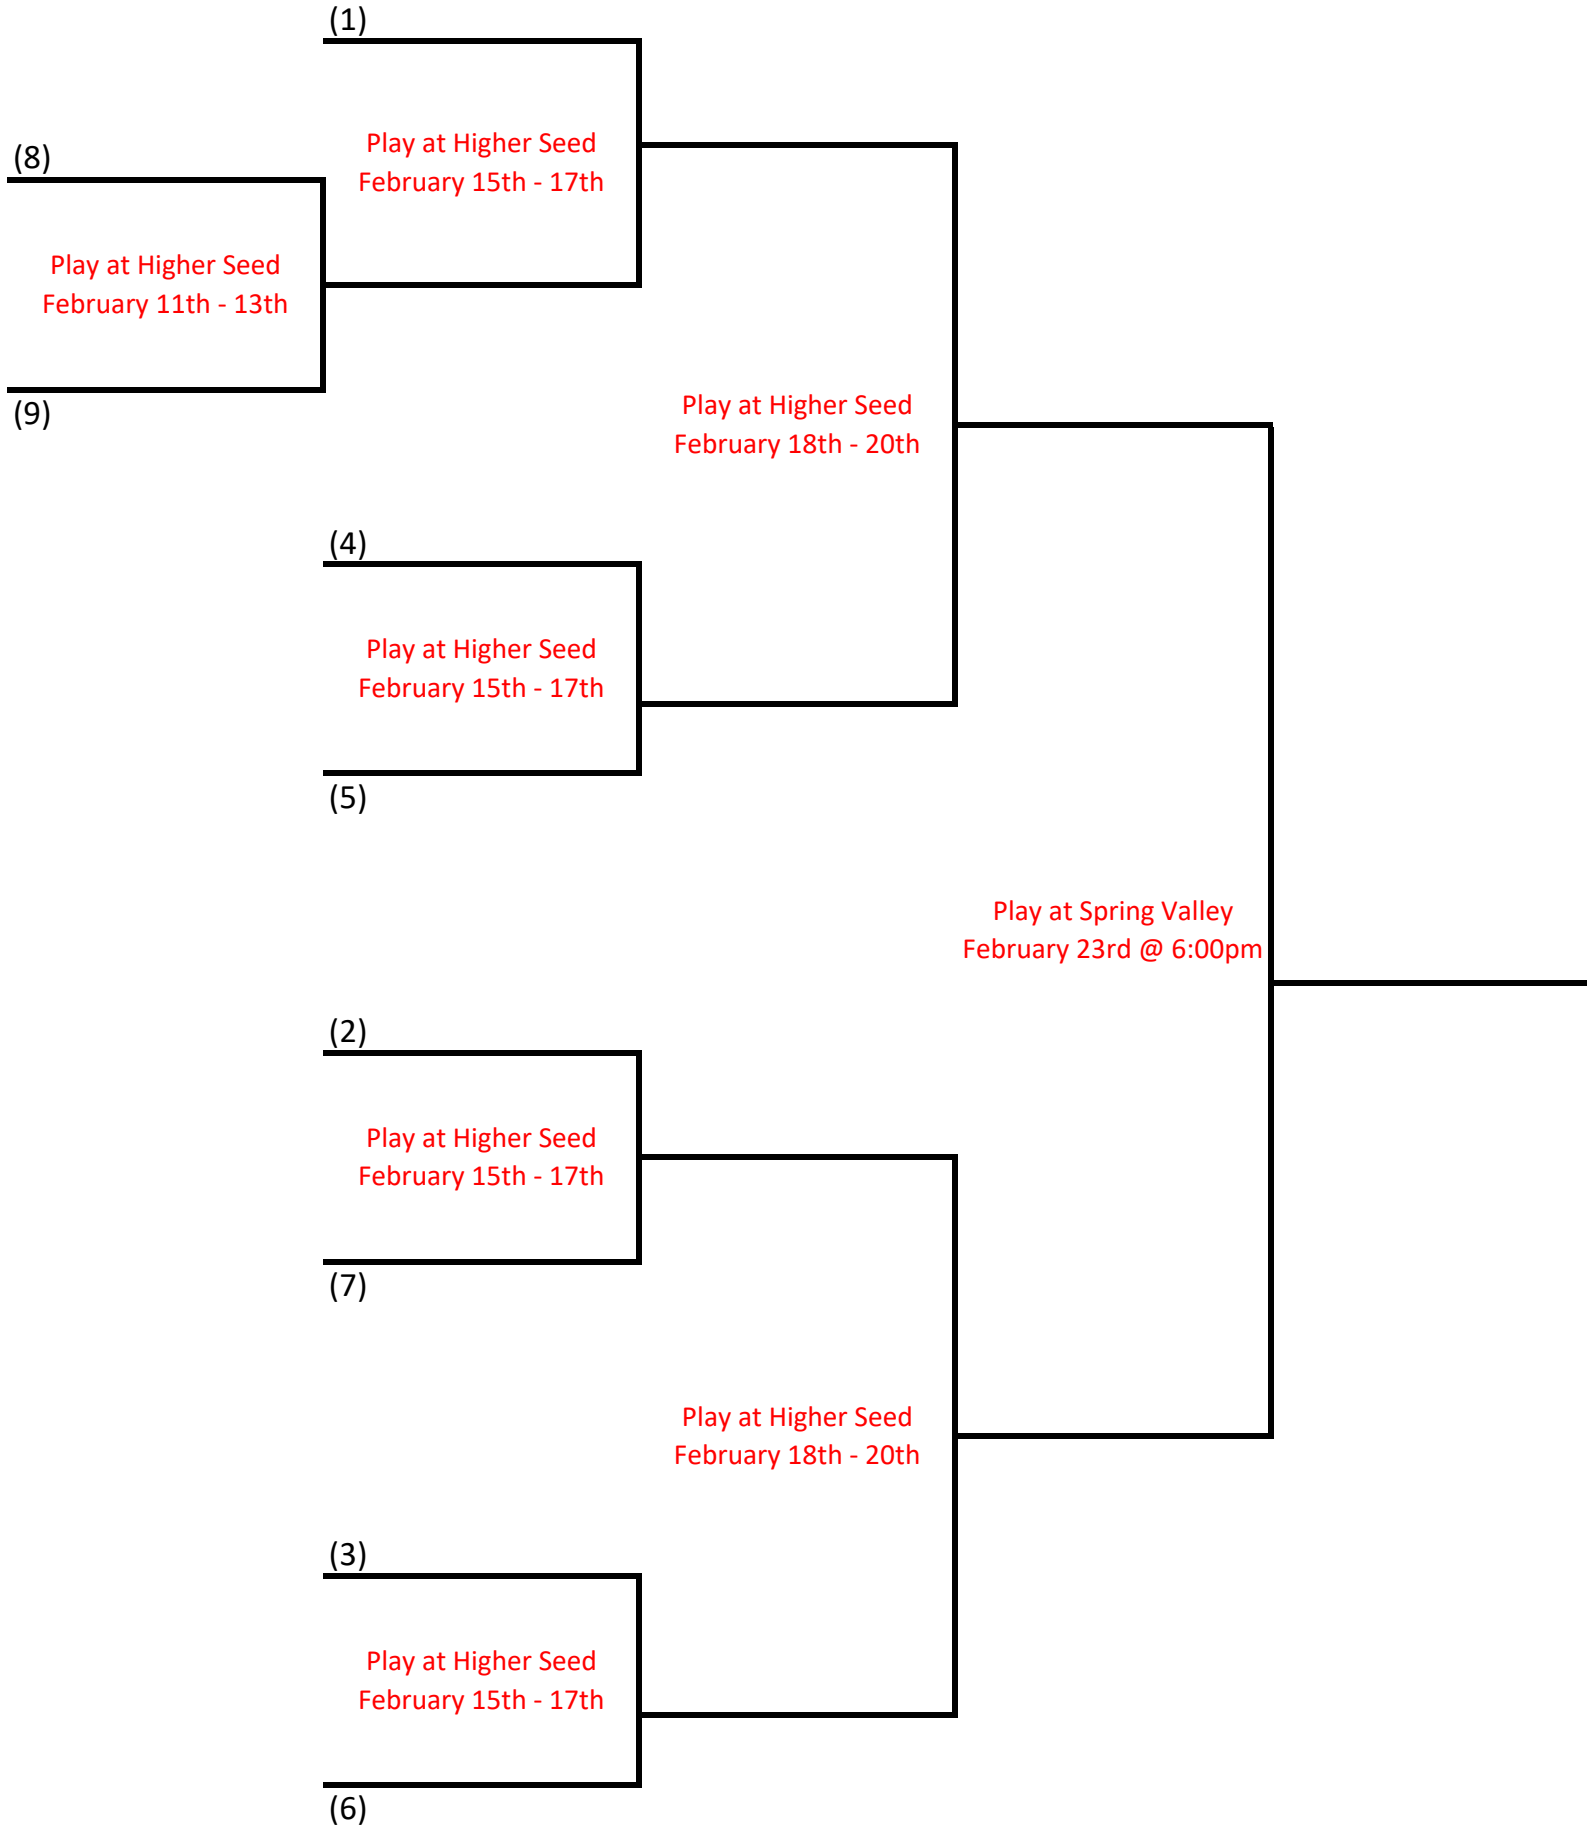 (1)
Play at Higher Seed
February 15th - 17th
(8)
Play at Higher Seed
February 11th - 13th
(9)
Play at Higher Seed
February 18th - 20th
(4)
Play at Higher Seed
February 15th - 17th
(5)
Play at Spring Valley
February 23rd @ 6:00pm
(2)
Play at Higher Seed
February 15th - 17th
(7)
Play at Higher Seed
February 18th - 20th
(3)
Play at Higher Seed
February 15th - 17th
(6)